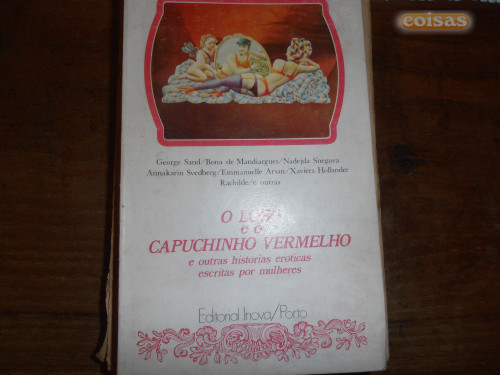 coisas
George Sand/Bona de Mandiargues/Nadejda Suegova
Annakarin Svedberg/Emmanuelle Arsan/Xaviera Hollander
Rachilde/e outras
O LOBO
e o
CAPUCHINHO VERMELHO
e outras histórias eróticas
escritas por mulheres
Editorial Inova/Porto